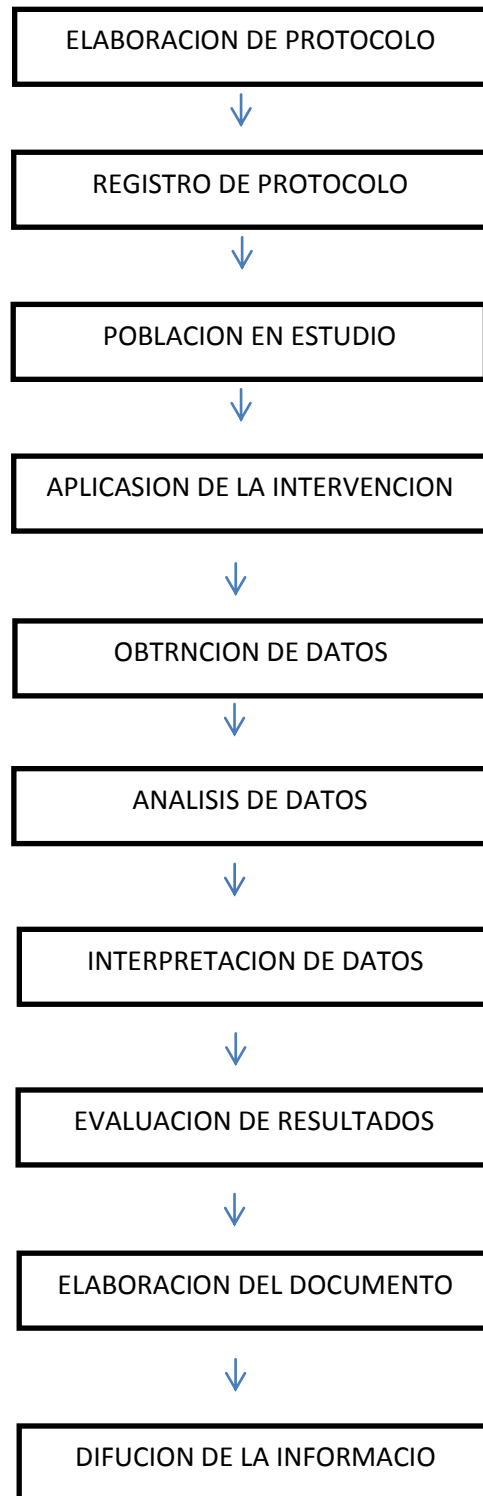 ELABORACION DE PROTOCOLO
REGISTRO DE PROTOCOLO
POBLACION EN ESTUDIO
APLICASION DE LA INTERVENCION
OBTRNCION DE DATOS
ANALISIS DE DATOS
INTERPRETACION DE DATOS
EVALUACION DE RESULTADOS
ELABORACION DEL DOCUMENTO
DIFUCION DE LA INFORMACIO